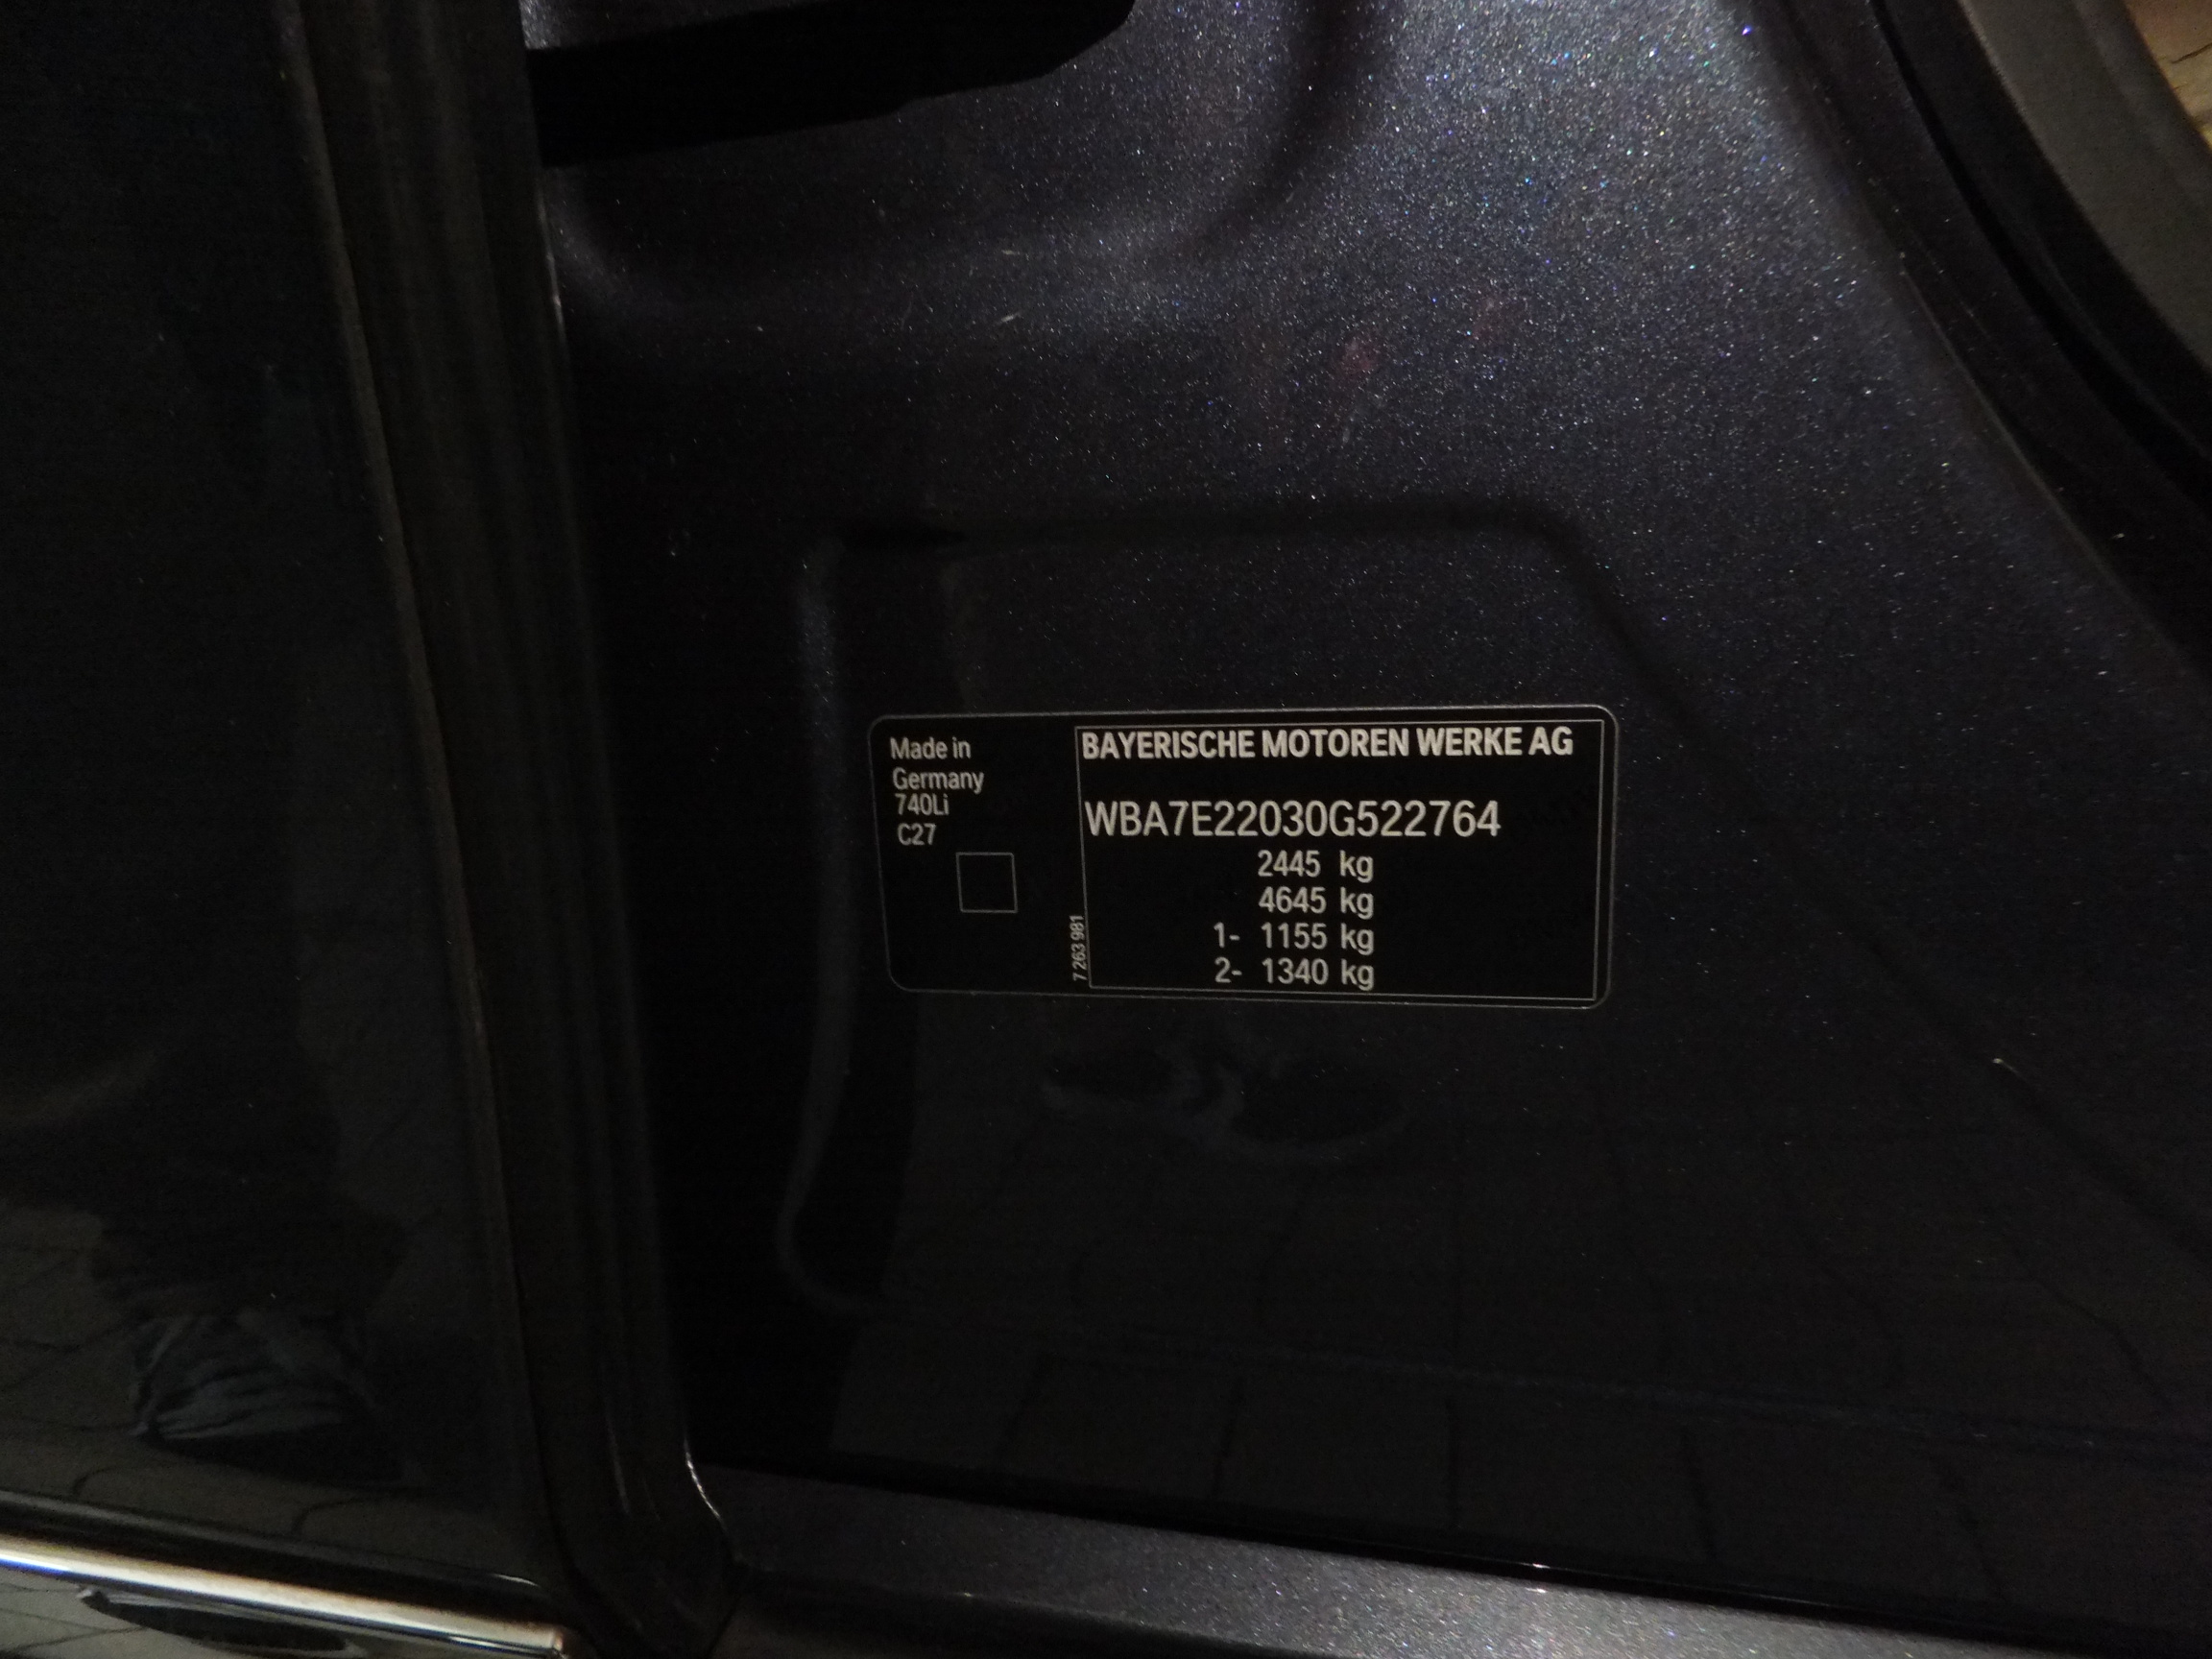 Made in
Germany
740Li
C27
7 263 981
BAYERISCHE MOTOREN WERKE AG
WBA7E22030G522764
2445 kg
4645 kg
1- 1155 kg
2- 1340 kg